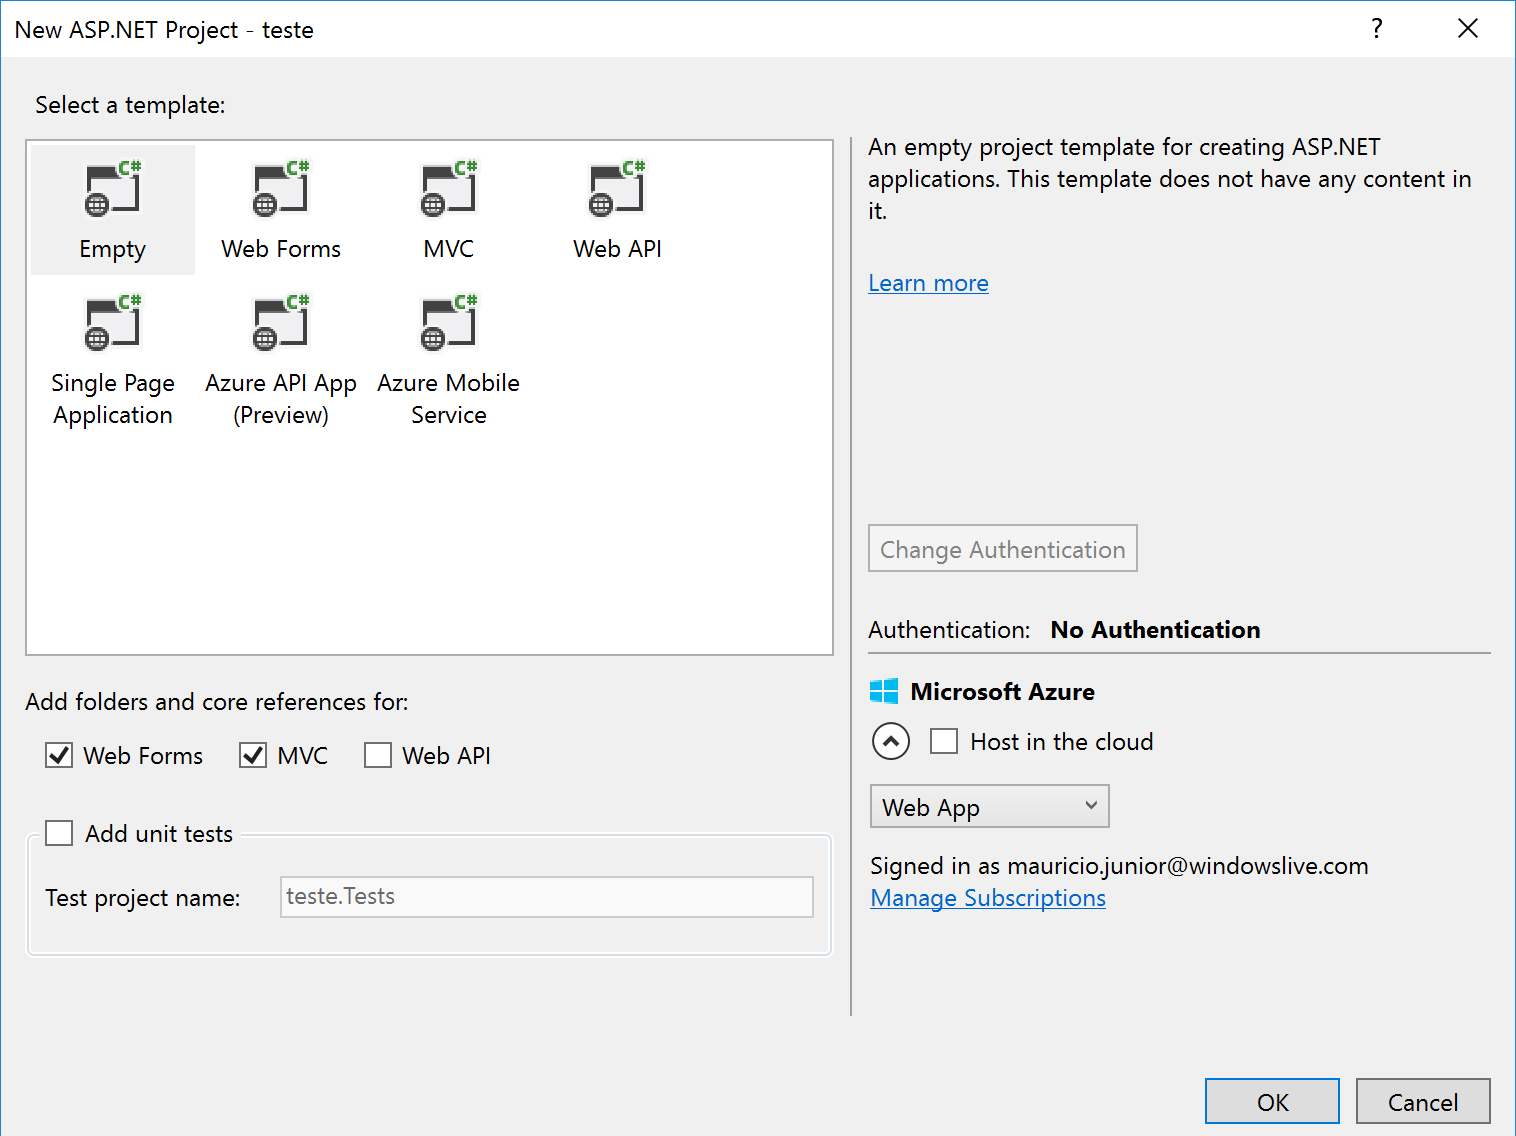 New ASP.NET Project - teste
?
Select a template:
C# C# C# C#
Empty Web Forms MVC Web API
C# C# C#
Single Page Azure API App Azure Mobile
Application (Preview) Service
An empty project template for creating ASP.NET
applications. This template does not have any content in
it.
Learn more
Change Authentication
Authentication: No Authentication
Microsoft Azure
Host in the cloud
Web App
Signed in as mauricio.junior@windowslive.com
Manage Subscriptions
Add folders and core references for:
Web Forms MVC Web API
Add unit tests
Test project name: teste.Tests
OK Cancel